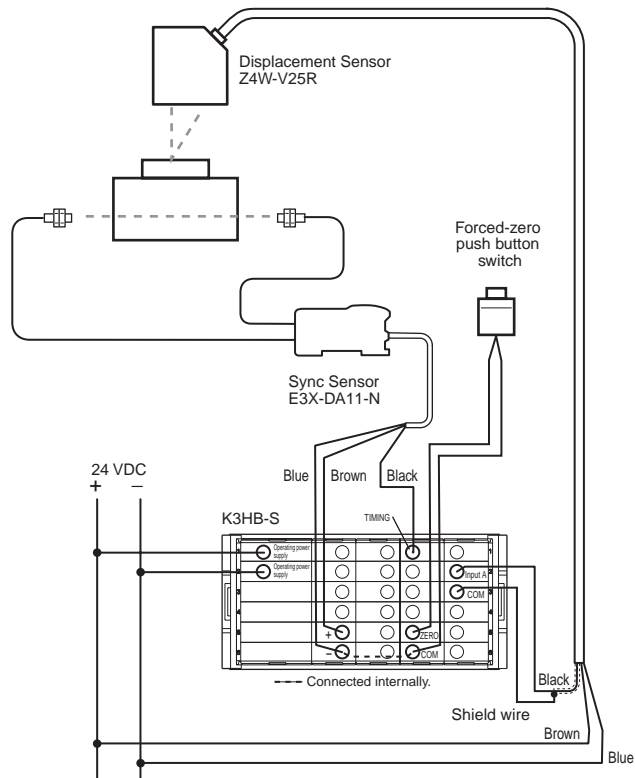 Displacement Sensor
Z4W-V25R
Forced-zero
push button
switch
Sync Sensor
E3X-DA11-N
Blue
Brown
Black
24 VDC
+
−
K3HB-S
TIMING
Operating power
supply
Operating power
supply
Input A
COM
+
ZERO
−
COM
Connected internally.
Black
Shield wire
Brown
Blue